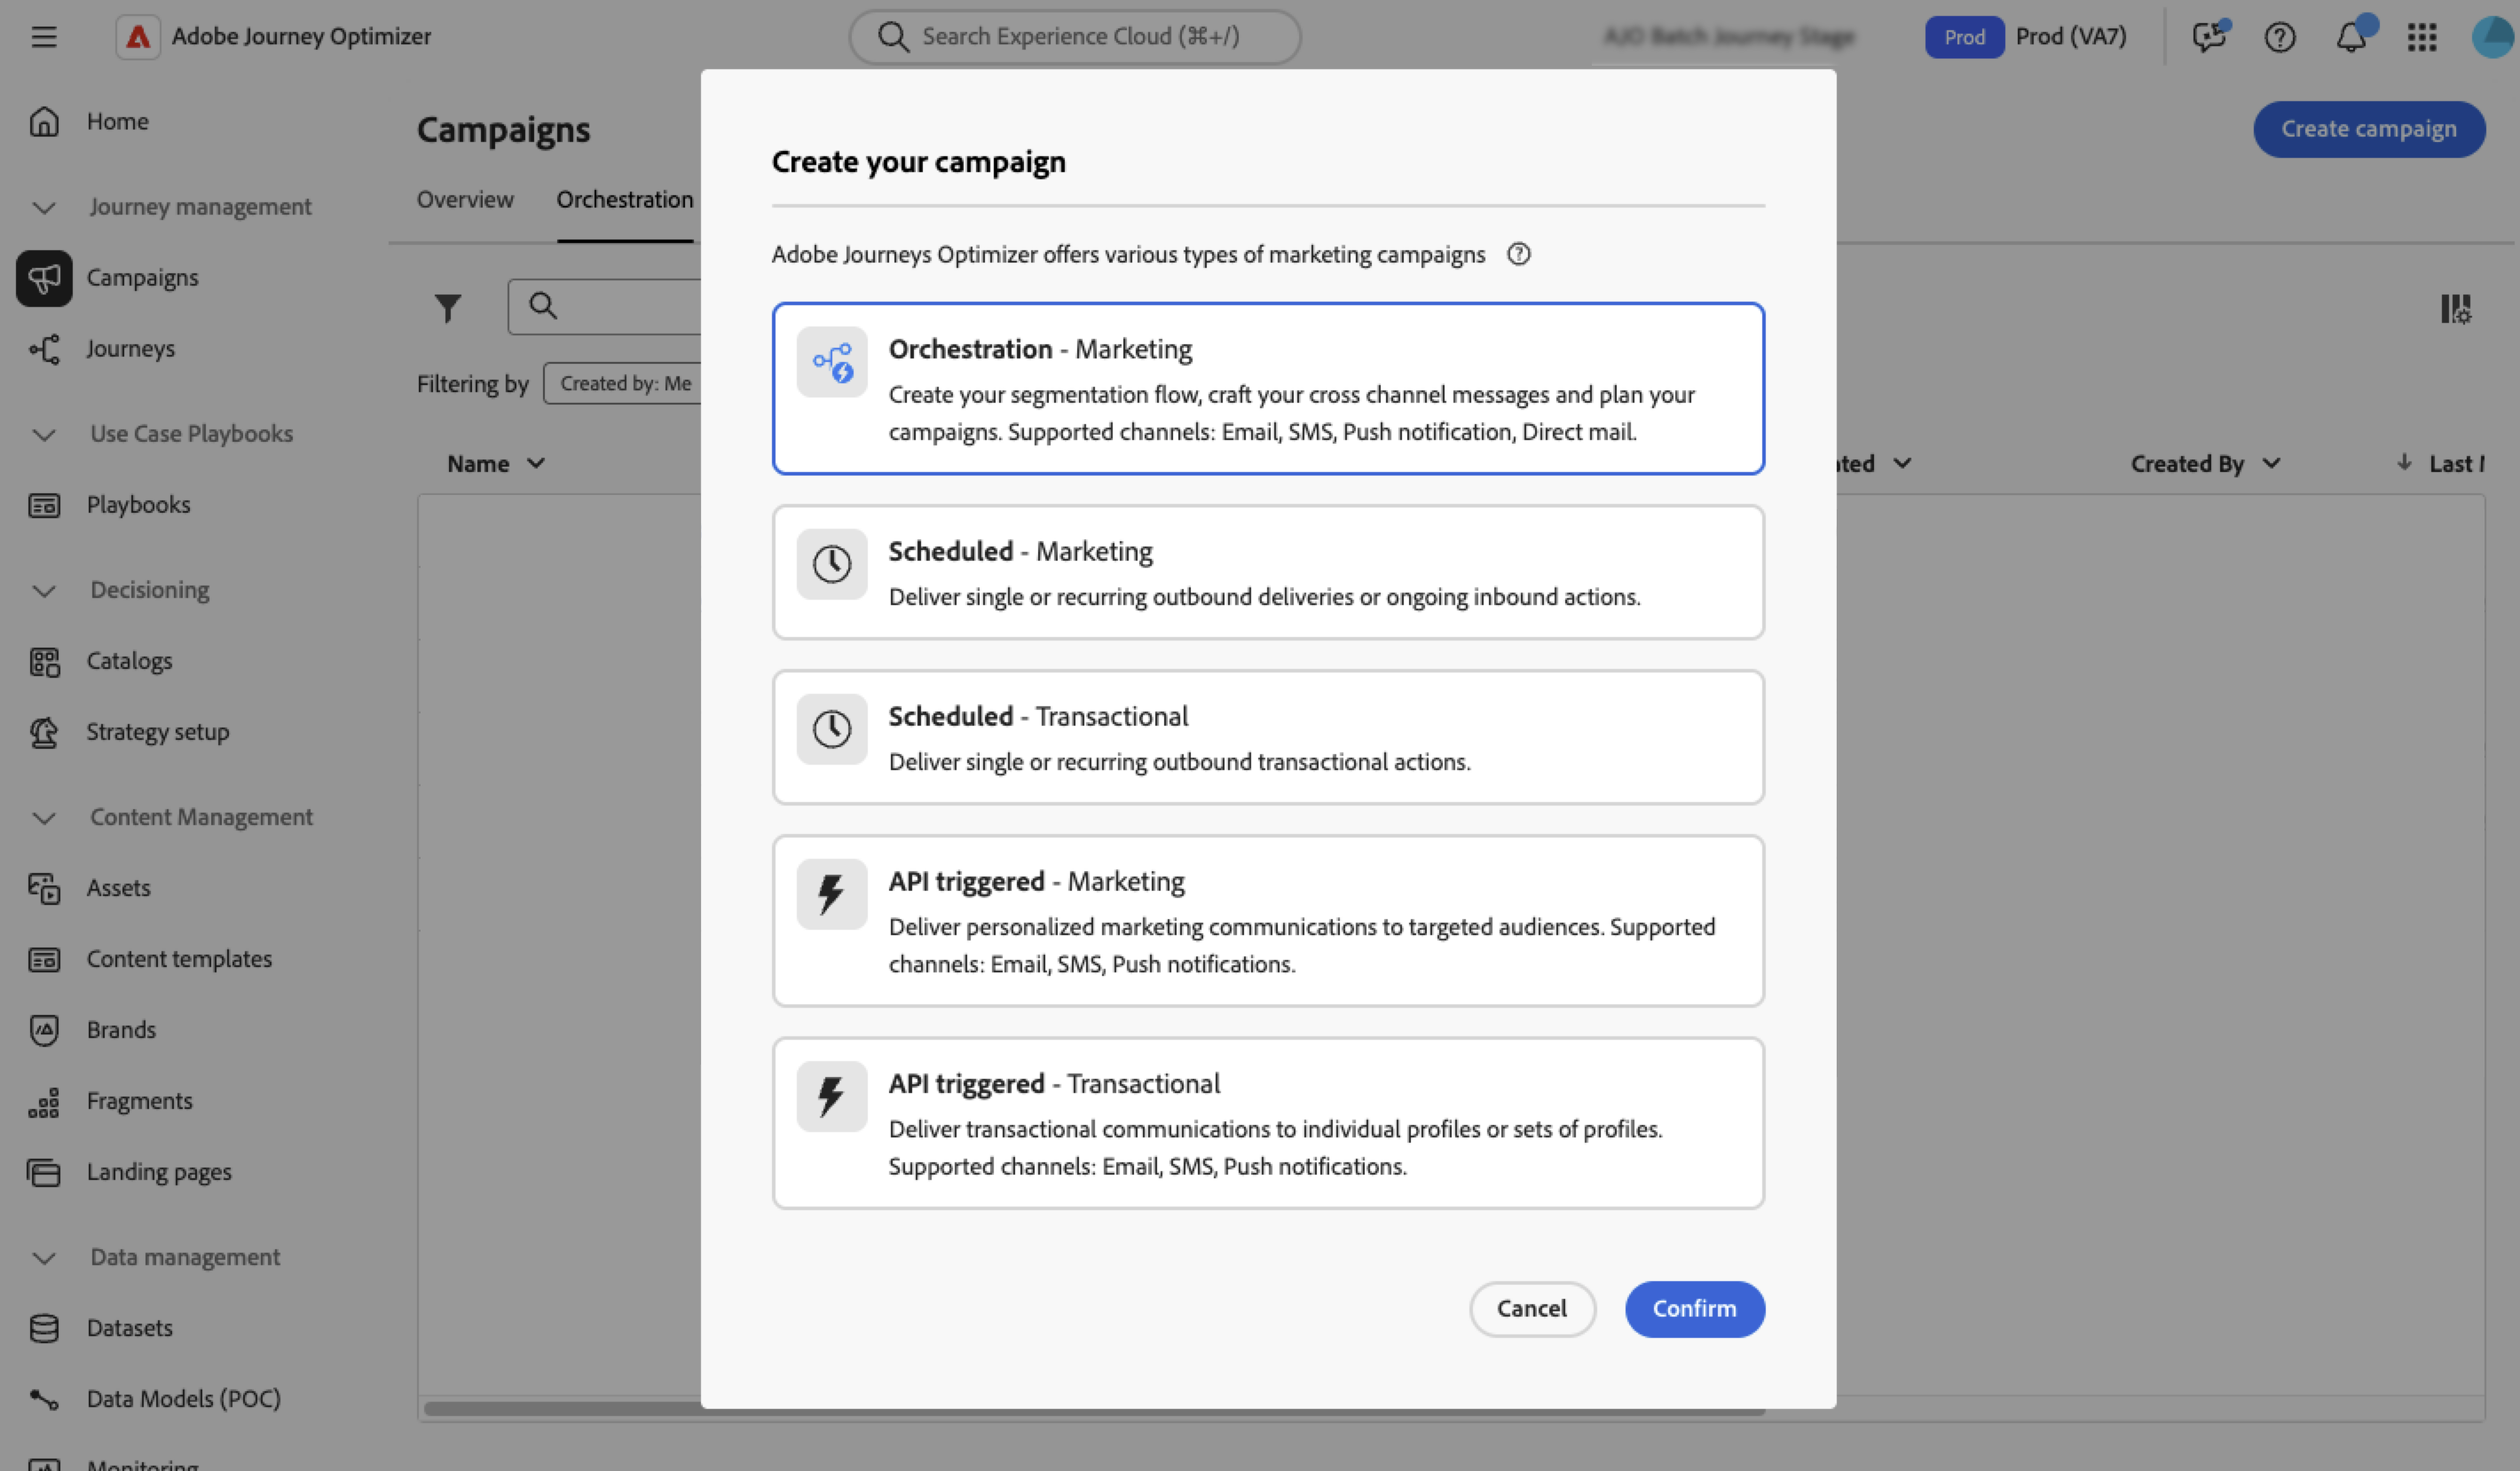 Adobe Journey Optimizer
Search Experience Cloud (⌘+/)
Prod
Prod (VA7)
Home
Journey management
Campaigns
Journeys
Use Case Playbooks
Playbooks
Decisioning
Catalogs
Strategy setup
Content Management
Assets
Content templates
Brands
Fragments
Landing pages
Data management
Datasets
Data Models (POC)
Monitoring
Campaigns
Create campaign
Overview
Orchestration
Filtering by
Created by: Me
Name
Created By
Last
Create your campaign
Adobe Journeys Optimizer offers various types of marketing campaigns
Orchestration - Marketing
Create your segmentation flow, craft your cross channel messages and plan your
campaigns. Supported channels: Email, SMS, Push notification, Direct mail.
Scheduled - Marketing
Deliver single or recurring outbound deliveries or ongoing inbound actions.
Scheduled - Transactional
Deliver single or recurring outbound transactional actions.
API triggered - Marketing
Deliver personalized marketing communications to targeted audiences. Supported
channels: Email, SMS, Push notifications.
API triggered - Transactional
Deliver transactional communications to individual profiles or sets of profiles.
Supported channels: Email, SMS, Push notifications.
Cancel
Confirm